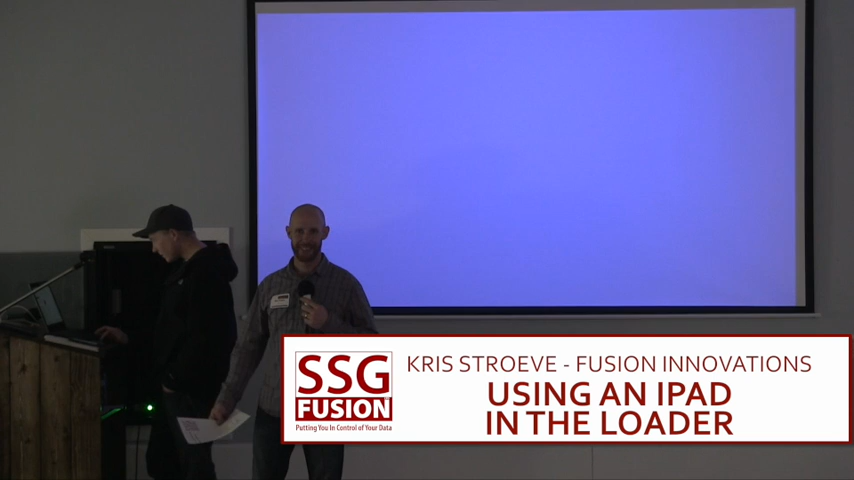 SSG
FUSION
Putting You In Control of Your Data
KRIS STROEVE - FUSION INNOVATIONS
USING AN IPAD
IN THE LOADER